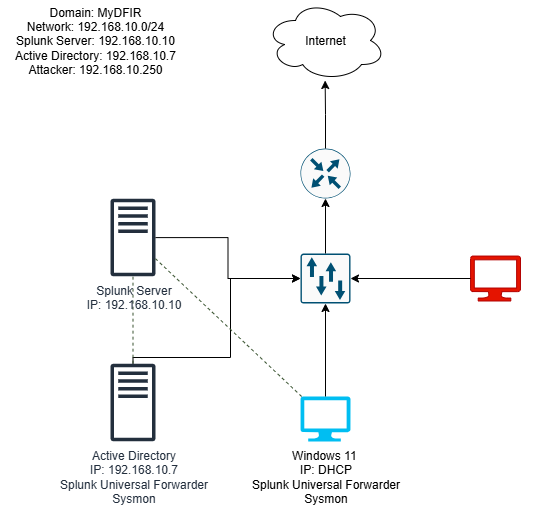 Domain: MyDFIR
Network: 192.168.10.0/24
Splunk Server: 192.168.10.10
Active Directory: 192.168.10.7
Attacker: 192.168.10.250
Internet
Splunk Server
IP: 192.168.10.10
Active Directory
IP: 192.168.10.7
Splunk Universal Forwarder
Sysmon
Windows 11
IP: DHCP
Splunk Universal Forwarder
Sysmon